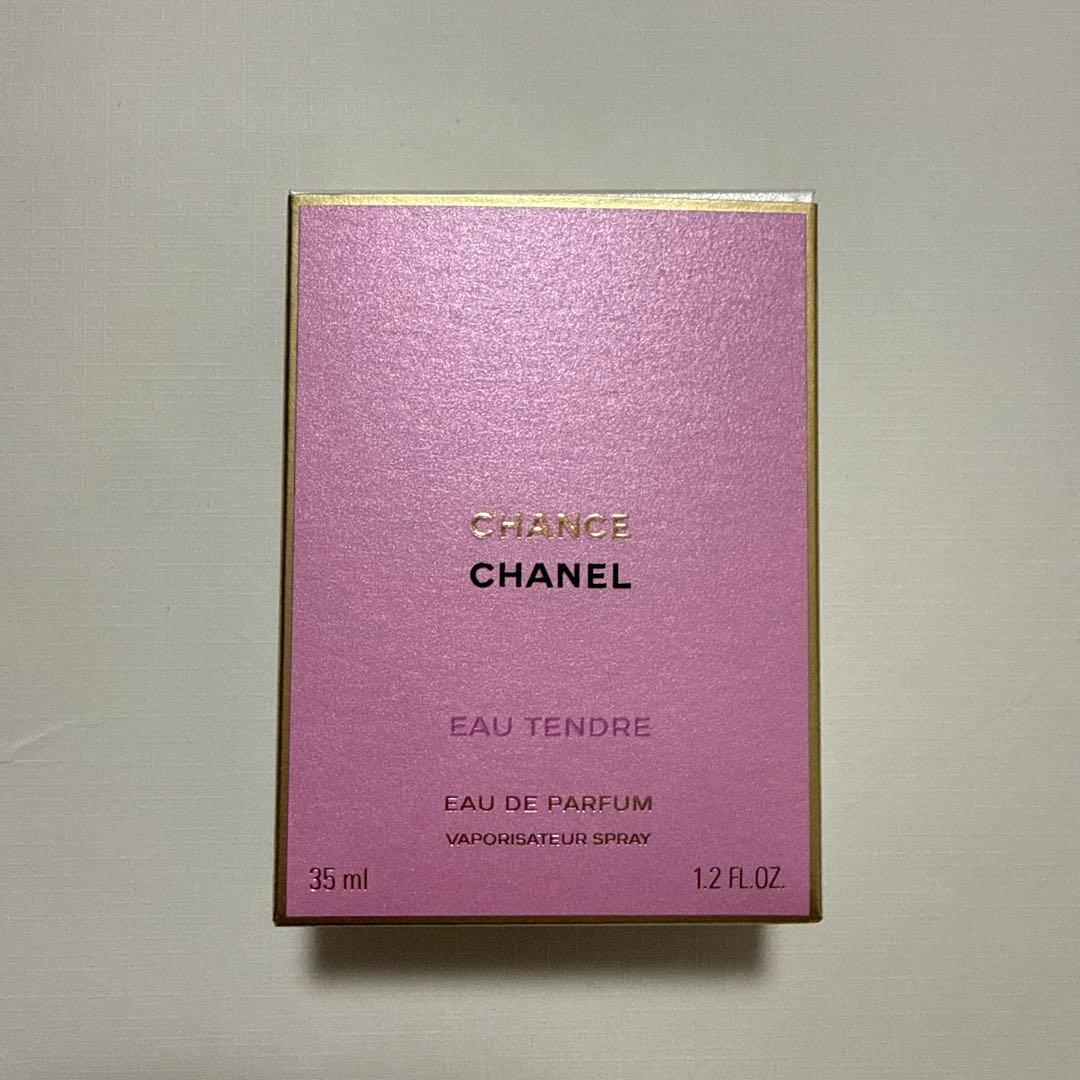 CHANCE
CHANEL
EAU TENDRE
EAU DE PARFUM
VAPORISATEUR SPRAY
35 ml 1.2 FL.OZ.